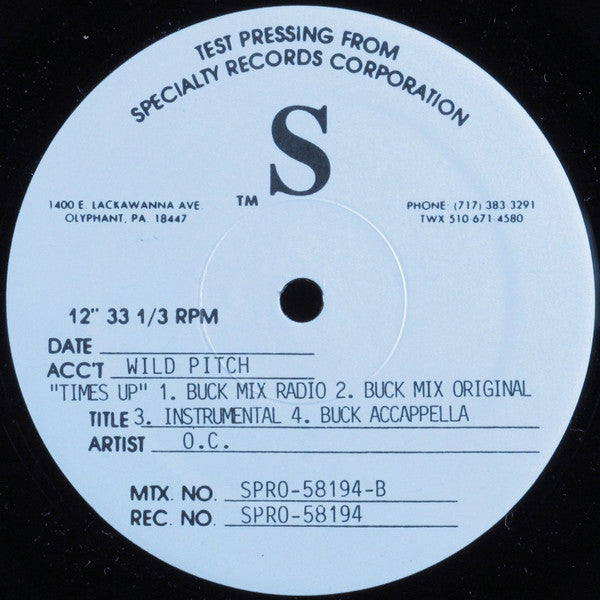 TEST PRESSING FROM
SPECIALTY RECORDS CORPORATION
S
TM
1400 E. LACKAWANNA AVE.
OLYPHANT, PA. 18447
PHONE: (717) 383 3291
TWX 510 671 4580
12" 33 1/3 RPM
DATE
ACC'T WILD PITCH
"TIMES UP" 1. BUCK MIX RADIO 2. BUCK MIX ORIGINAL
TITLE 3. INSTRUMENTAL 4. BUCK ACCAPPELLA
ARTIST O.C.
MTX. NO. SPRO-58194-B
REC. NO. SPRO-58194